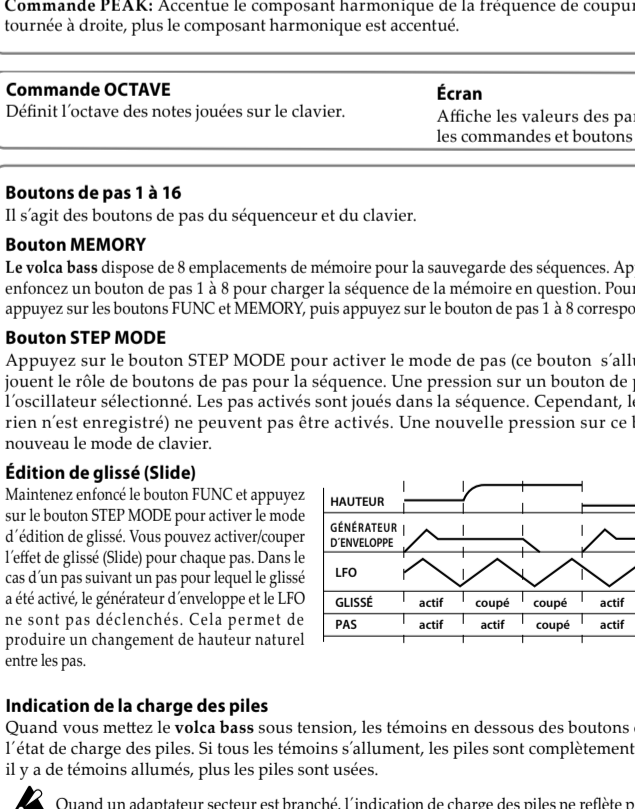 Commande PEAK: Accentue le composant harmonique de la fréquence de
tournée à droite, plus le composant harmonique est accentué.
Commande OCTAVE
Définit l´octave des notes jouées sur le clavier.
Écran
Affiche les valeurs des
les commandes et boutons
Boutons de pas 1 à 16
Il s´agit des boutons de pas du séquenceur et du clavier.
Bouton MEMORY
Le volca bass dispose de 8 emplacements de mémoire pour la sauvegarde des séquences.
enfoncez un bouton de pas 1 à 8 pour charger la séquence de la mémoire en question. Pour
appuyez sur les boutons FUNC et MEMORY, puis appuyez sur le bouton de pas 1 à 8
Bouton STEP MODE
Appuyez sur le bouton STEP MODE pour activer le mode de pas (ce bouton
jouent le rôle de boutons de pas pour la séquence. Une pression sur un bouton de
l´oscillateur sélectionné. Les pas activés sont joués dans la séquence. Cependant,
rien n´est enregistré) ne peuvent pas être activés. Une nouvelle pression sur ce
nouveau le mode de clavier.
Édition de glissé (Slide)
Maintenez enfoncé le bouton FUNC et appuyez
sur le bouton STEP MODE pour activer le mode
d´édition de glissé. Vous pouvez activer/couper
l´effet de glissé (Slide) pour chaque pas. Dans le
cas d´un pas suivant un pas pour lequel le glissé
a été activé, le générateur d´enveloppe et le LFO
ne sont pas déclenchés. Cela permet de
produire un changement de hauteur naturel
entre les pas.
HAUTEUR
GÉNÉRATEUR
D´ENVELOPPE
LFO
GLISSÉ actif coupé coupé actif
PAS actif actif coupé actif
Indication de la charge des piles
Quand vous mettez le volca bass sous tension, les témoins en dessous des boutons
l´état de charge des piles. Si tous les témoins s´allument, les piles sont complètement
il y a de témoins allumés, plus les piles sont usées.
Quand un adaptateur secteur est branché, l´indication de charge des piles ne reflète